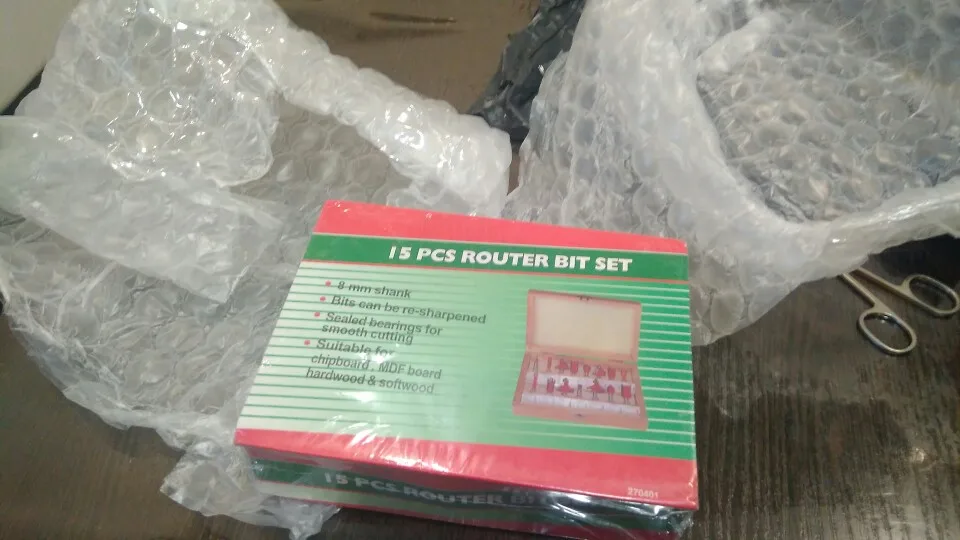 15 PCS ROUTER BIT SET
• 8 mm shank
• Bits can be re-sharpened
• Sealed bearings for
smooth cutting
• Suitable for
chipboard, MDF board
hardwood & softwood
270401
15 PCS ROUTER BIT